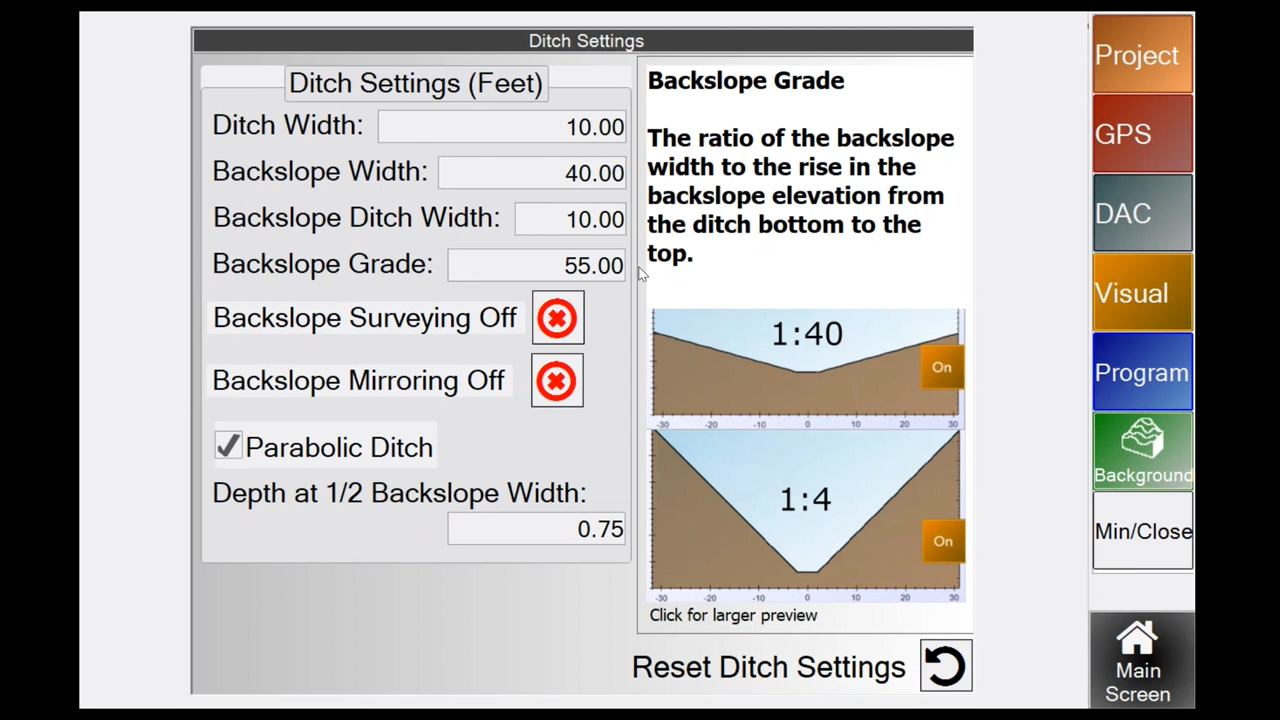 Ditch Settings
Ditch Settings (Feet)
Ditch Width: 10.00
Backslope Width: 40.00
Backslope Ditch Width: 10.00
Backslope Grade: 55.00
Backslope Surveying Off
Backslope Mirroring Off
Parabolic Ditch
Depth at 1/2 Backslope Width:
0.75
Backslope Grade
The ratio of the backslope
width to the rise in the
backslope elevation from
the ditch bottom to the
top.
1:40
On
-30 -20 -10 0 10 20 30
1:4
On
-30 -20 -10 0 10 20 30
Click for larger preview
Reset Ditch Settings
Project
GPS
DAC
Visual
Program
Background
Min/Close
Main
Screen